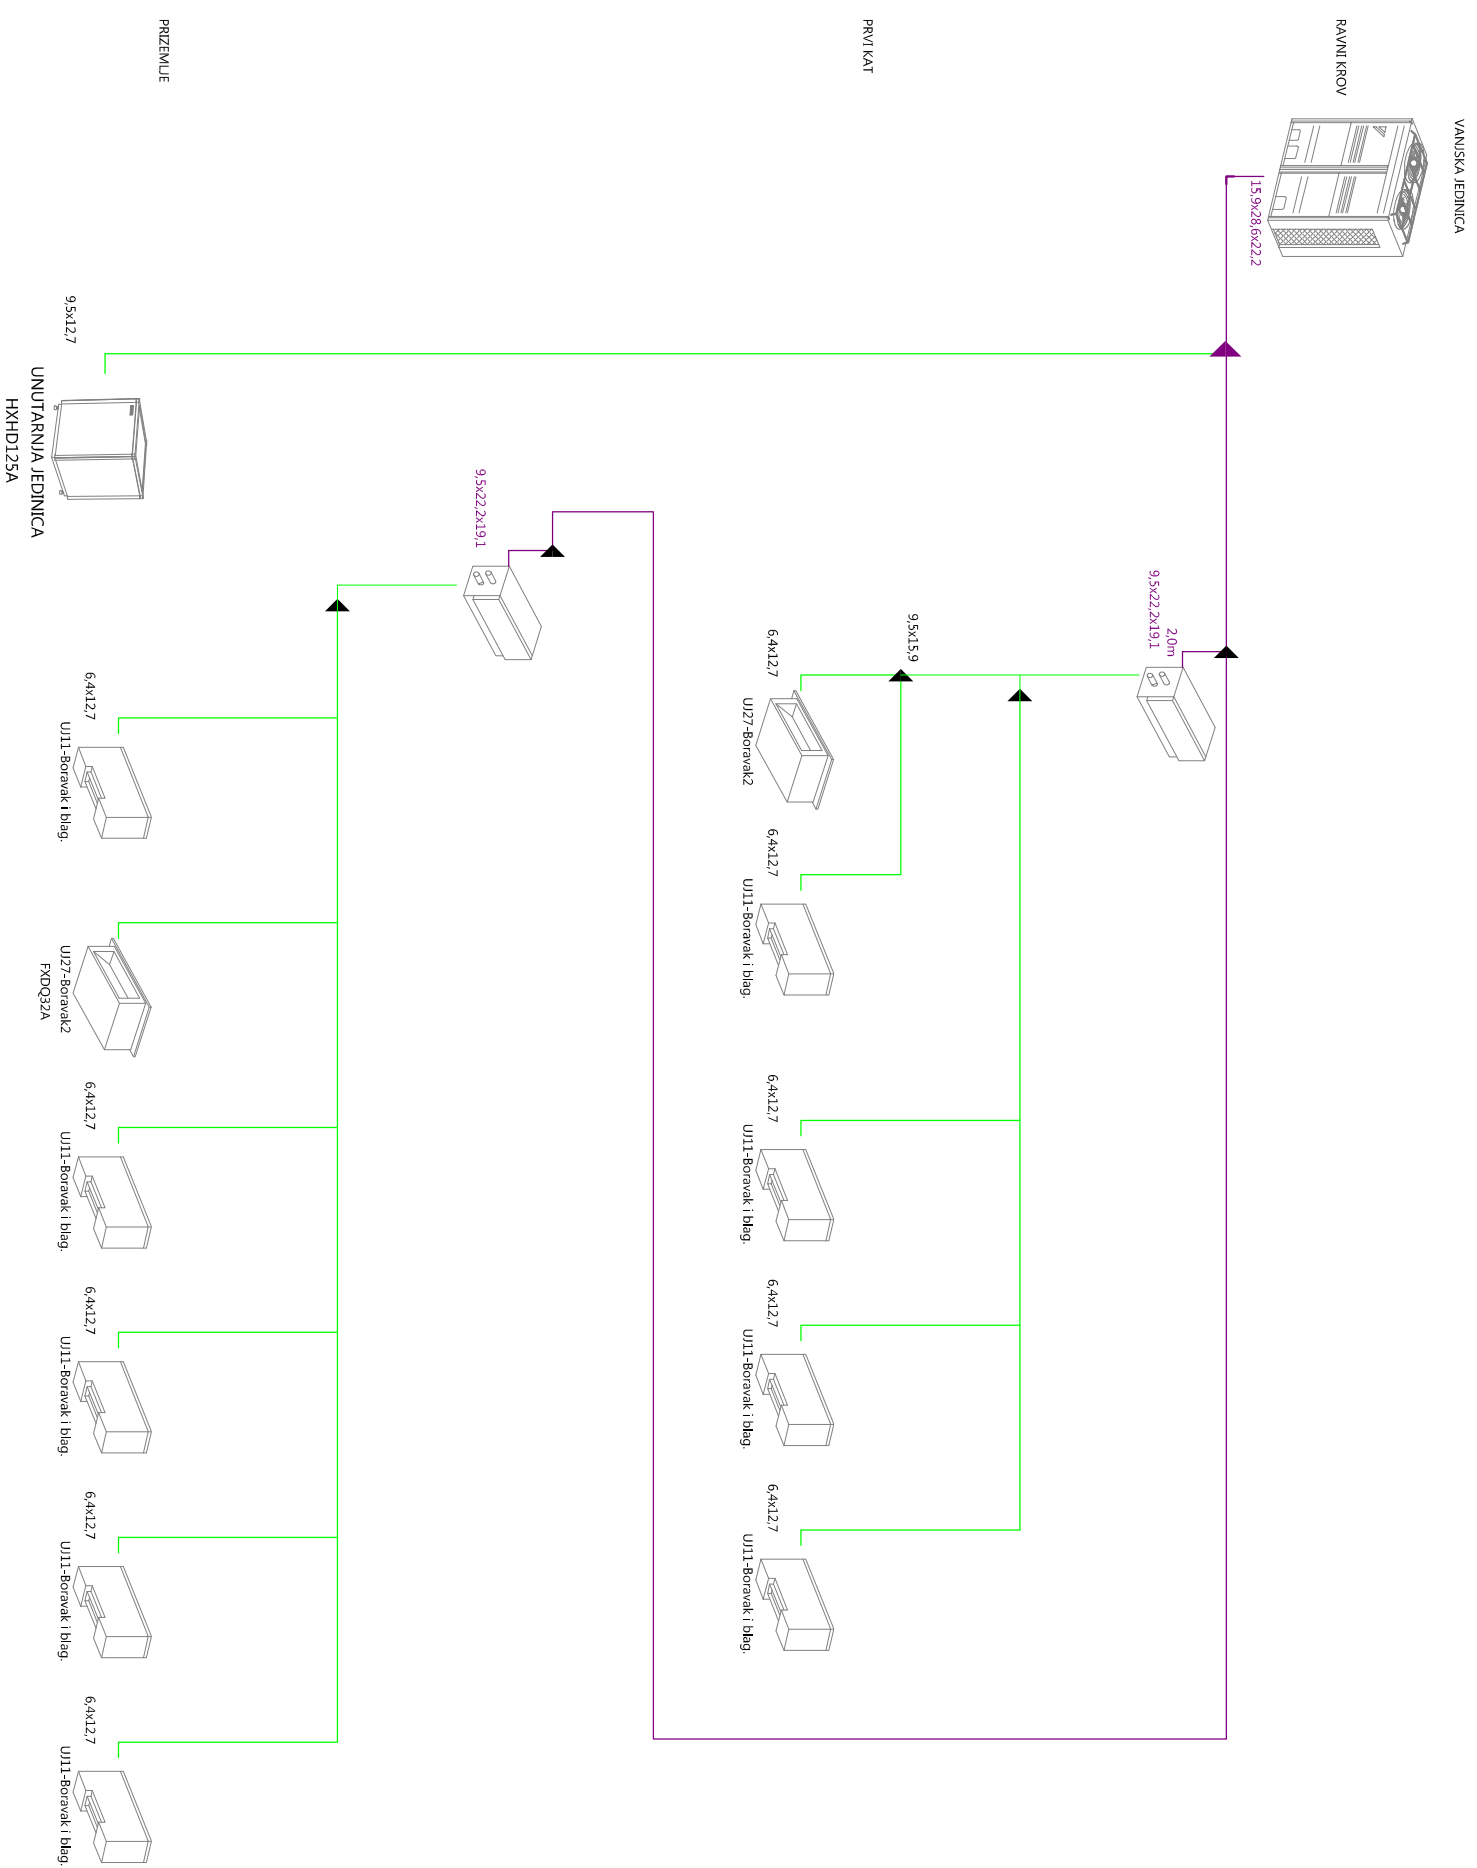 VANJSKA JEDINICA
RAVNI KROV
15,9x28,6x22,2
2,0m
9,5x22,2x19,1
PRVI KAT
9,5x15,9
6,4x12,7
UJ27-Boravak2
6,4x12,7
UJ11-Boravak i blag.
6,4x12,7
UJ11-Boravak i blag.
6,4x12,7
UJ11-Boravak i blag.
6,4x12,7
UJ11-Boravak i blag.
9,5x22,2x19,1
PRIZEMLJE
9,5x12,7
UNUTARNJA JEDINICA
HXHD125A
6,4x12,7
UJ11-Boravak i blag.
UJ27-Boravak2
FXDQ32A
6,4x12,7
UJ11-Boravak i blag.
6,4x12,7
UJ11-Boravak i blag.
6,4x12,7
UJ11-Boravak i blag.
6,4x12,7
UJ11-Boravak i blag.